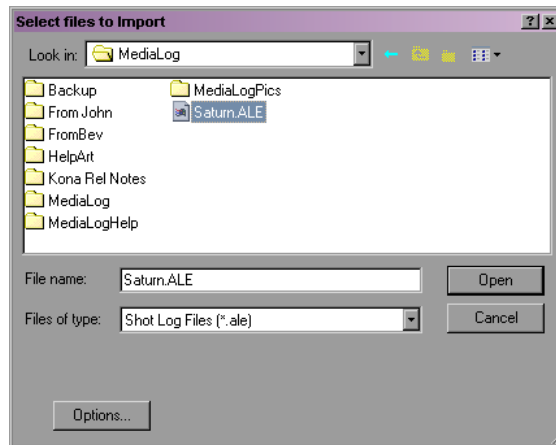 Select files to Import
Look in: MediaLog
Backup
From John
FromBev
HelpArt
Kona Rel Notes
MediaLog
MediaLogHelp
MediaLogPics
Saturn.ALE
File name: Saturn.ALE
Open
Files of type: Shot Log Files (*.ale)
Cancel
Options...